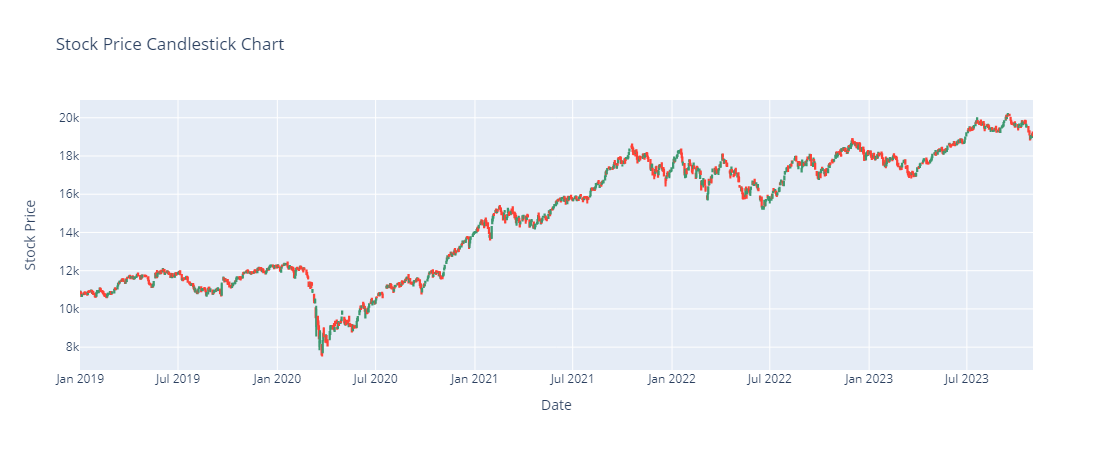 Stock Price Candlestick Chart
Stock Price
20k
18k
16k
14k
12k
10k
8k
Jan 2019 Jul 2019 Jan 2020 Jul 2020 Jan 2021 Jul 2021 Jan 2022 Jul 2022 Jan 2023 Jul 2023
Date